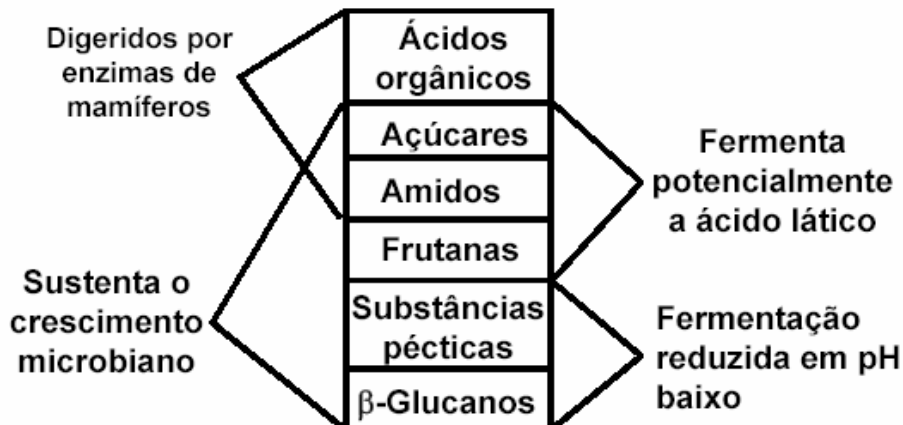 Digeridos por
enzimas de
mamíferos
Sustenta o
crescimento
microbiano
Ácidos
orgânicos
Açúcares
Amidos
Frutanas
Substâncias
pécticas
β-Glucanos
Fermenta
potencialmente
a ácido lático
Fermentação
reduzida em pH
baixo